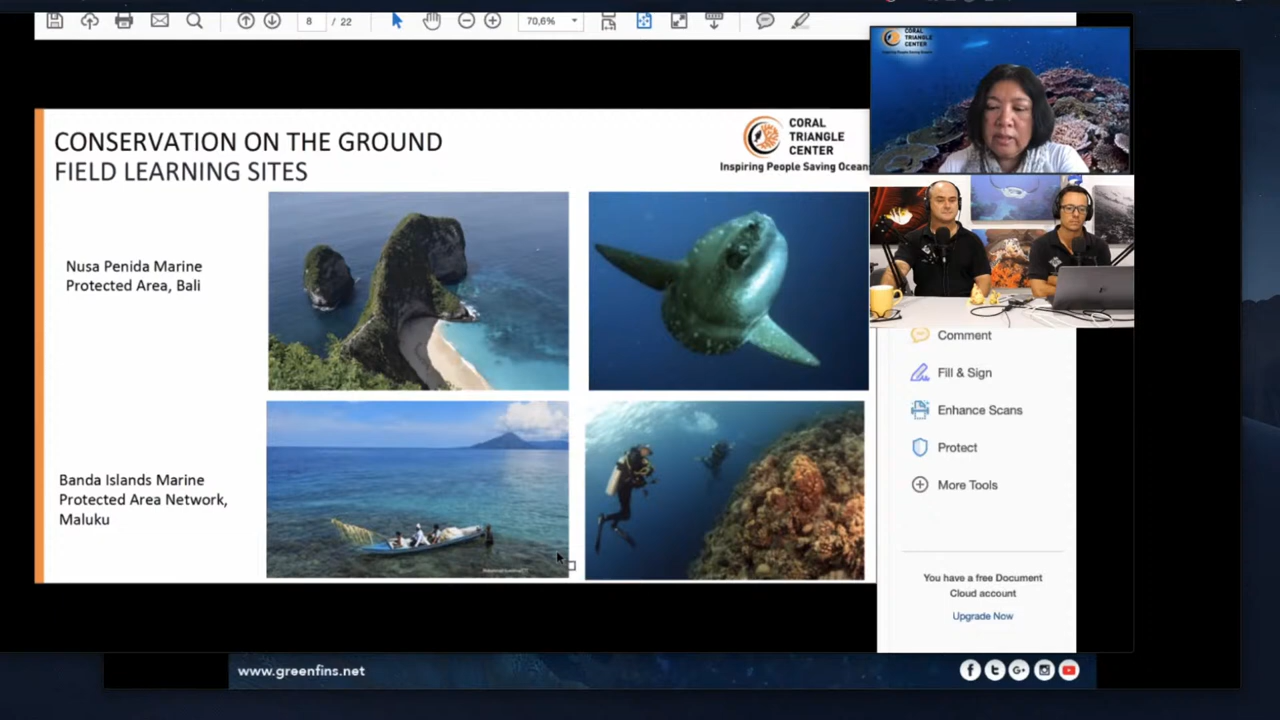 8 / 22
70,6%
CORAL
TRIANGLE
CENTER
CONSERVATION ON THE GROUND
FIELD LEARNING SITES
CORAL
TRIANGLE
CENTER
Inspiring People Saving Ocean
Nusa Penida Marine
Protected Area, Bali
Banda Islands Marine
Protected Area Network,
Maluku
Comment
Fill & Sign
Enhance Scans
Protect
More Tools
You have a free Document
Cloud account
Upgrade Now
www.greenfins.net